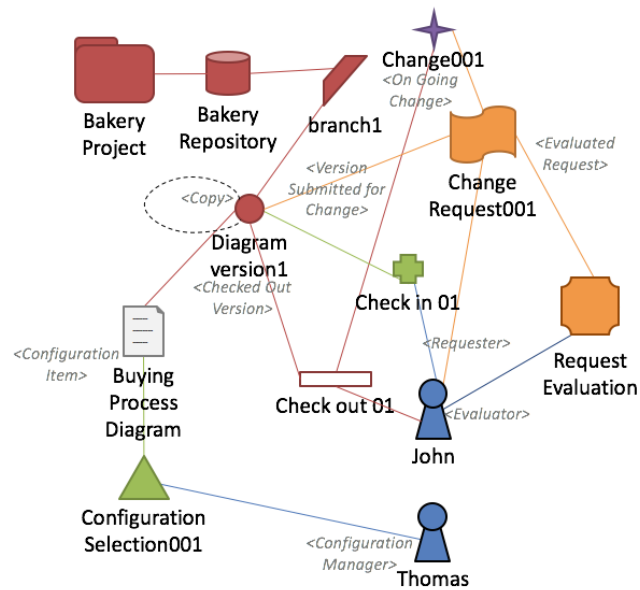 Change001
<On Going
Change>
Bakery
Project
Bakery
Repository
branch1
<Version
Submitted for
Change>
Change
Request001
<Evaluated
Request>
<Copy>
Diagram
version1
<Checked Out
Version>
Check in 01
<Configuration
Item>
Buying
Process
Diagram
<Requester>
Request
Evaluation
Check out 01
<Evaluator>
John
Configuration
Selection001
<Configuration
Manager>
Thomas